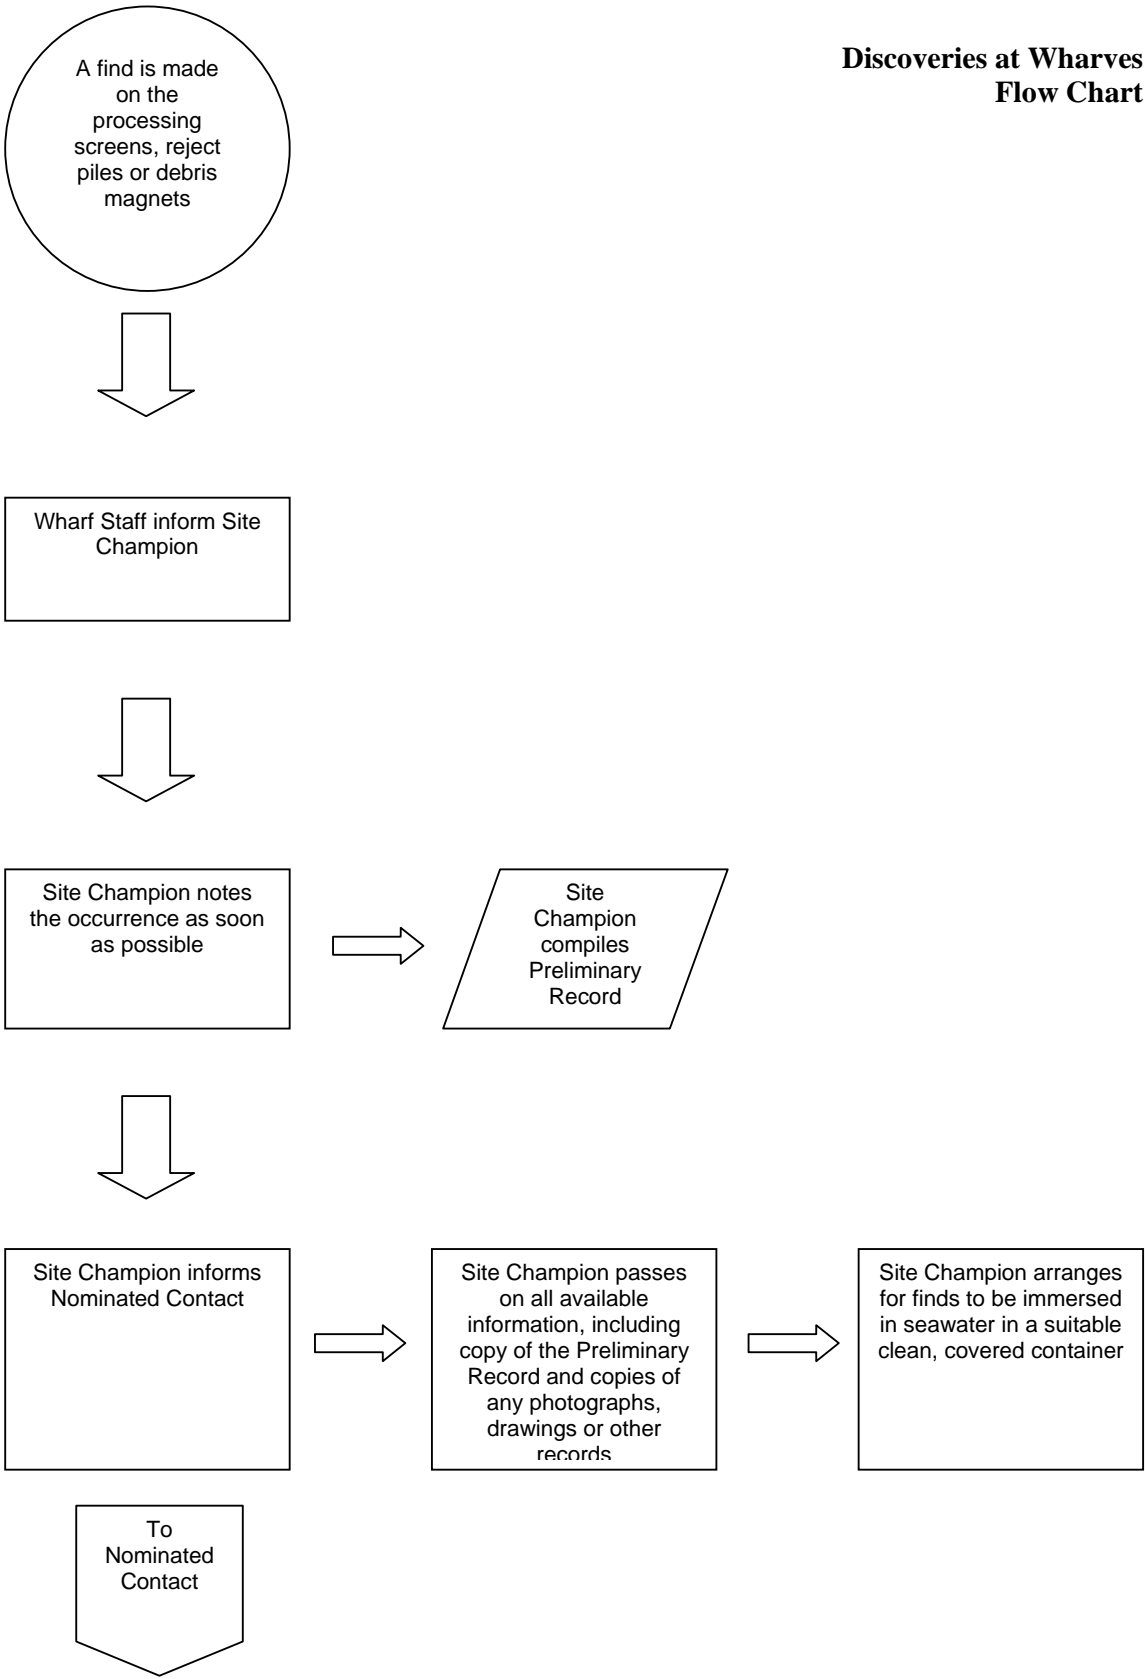 Discoveries at Wharves
Flow Chart
A find is made
on the
processing
screens, reject
piles or debris
magnets
Wharf Staff inform Site
Champion
Site Champion notes
the occurrence as soon
as possible
Site
Champion
compiles
Preliminary
Record
Site Champion informs
Nominated Contact
Site Champion passes
on all available
information, including
copy of the Preliminary
Record and copies of
any photographs,
drawings or other
records
Site Champion arranges
for finds to be immersed
in seawater in a suitable
clean, covered container
To
Nominated
Contact